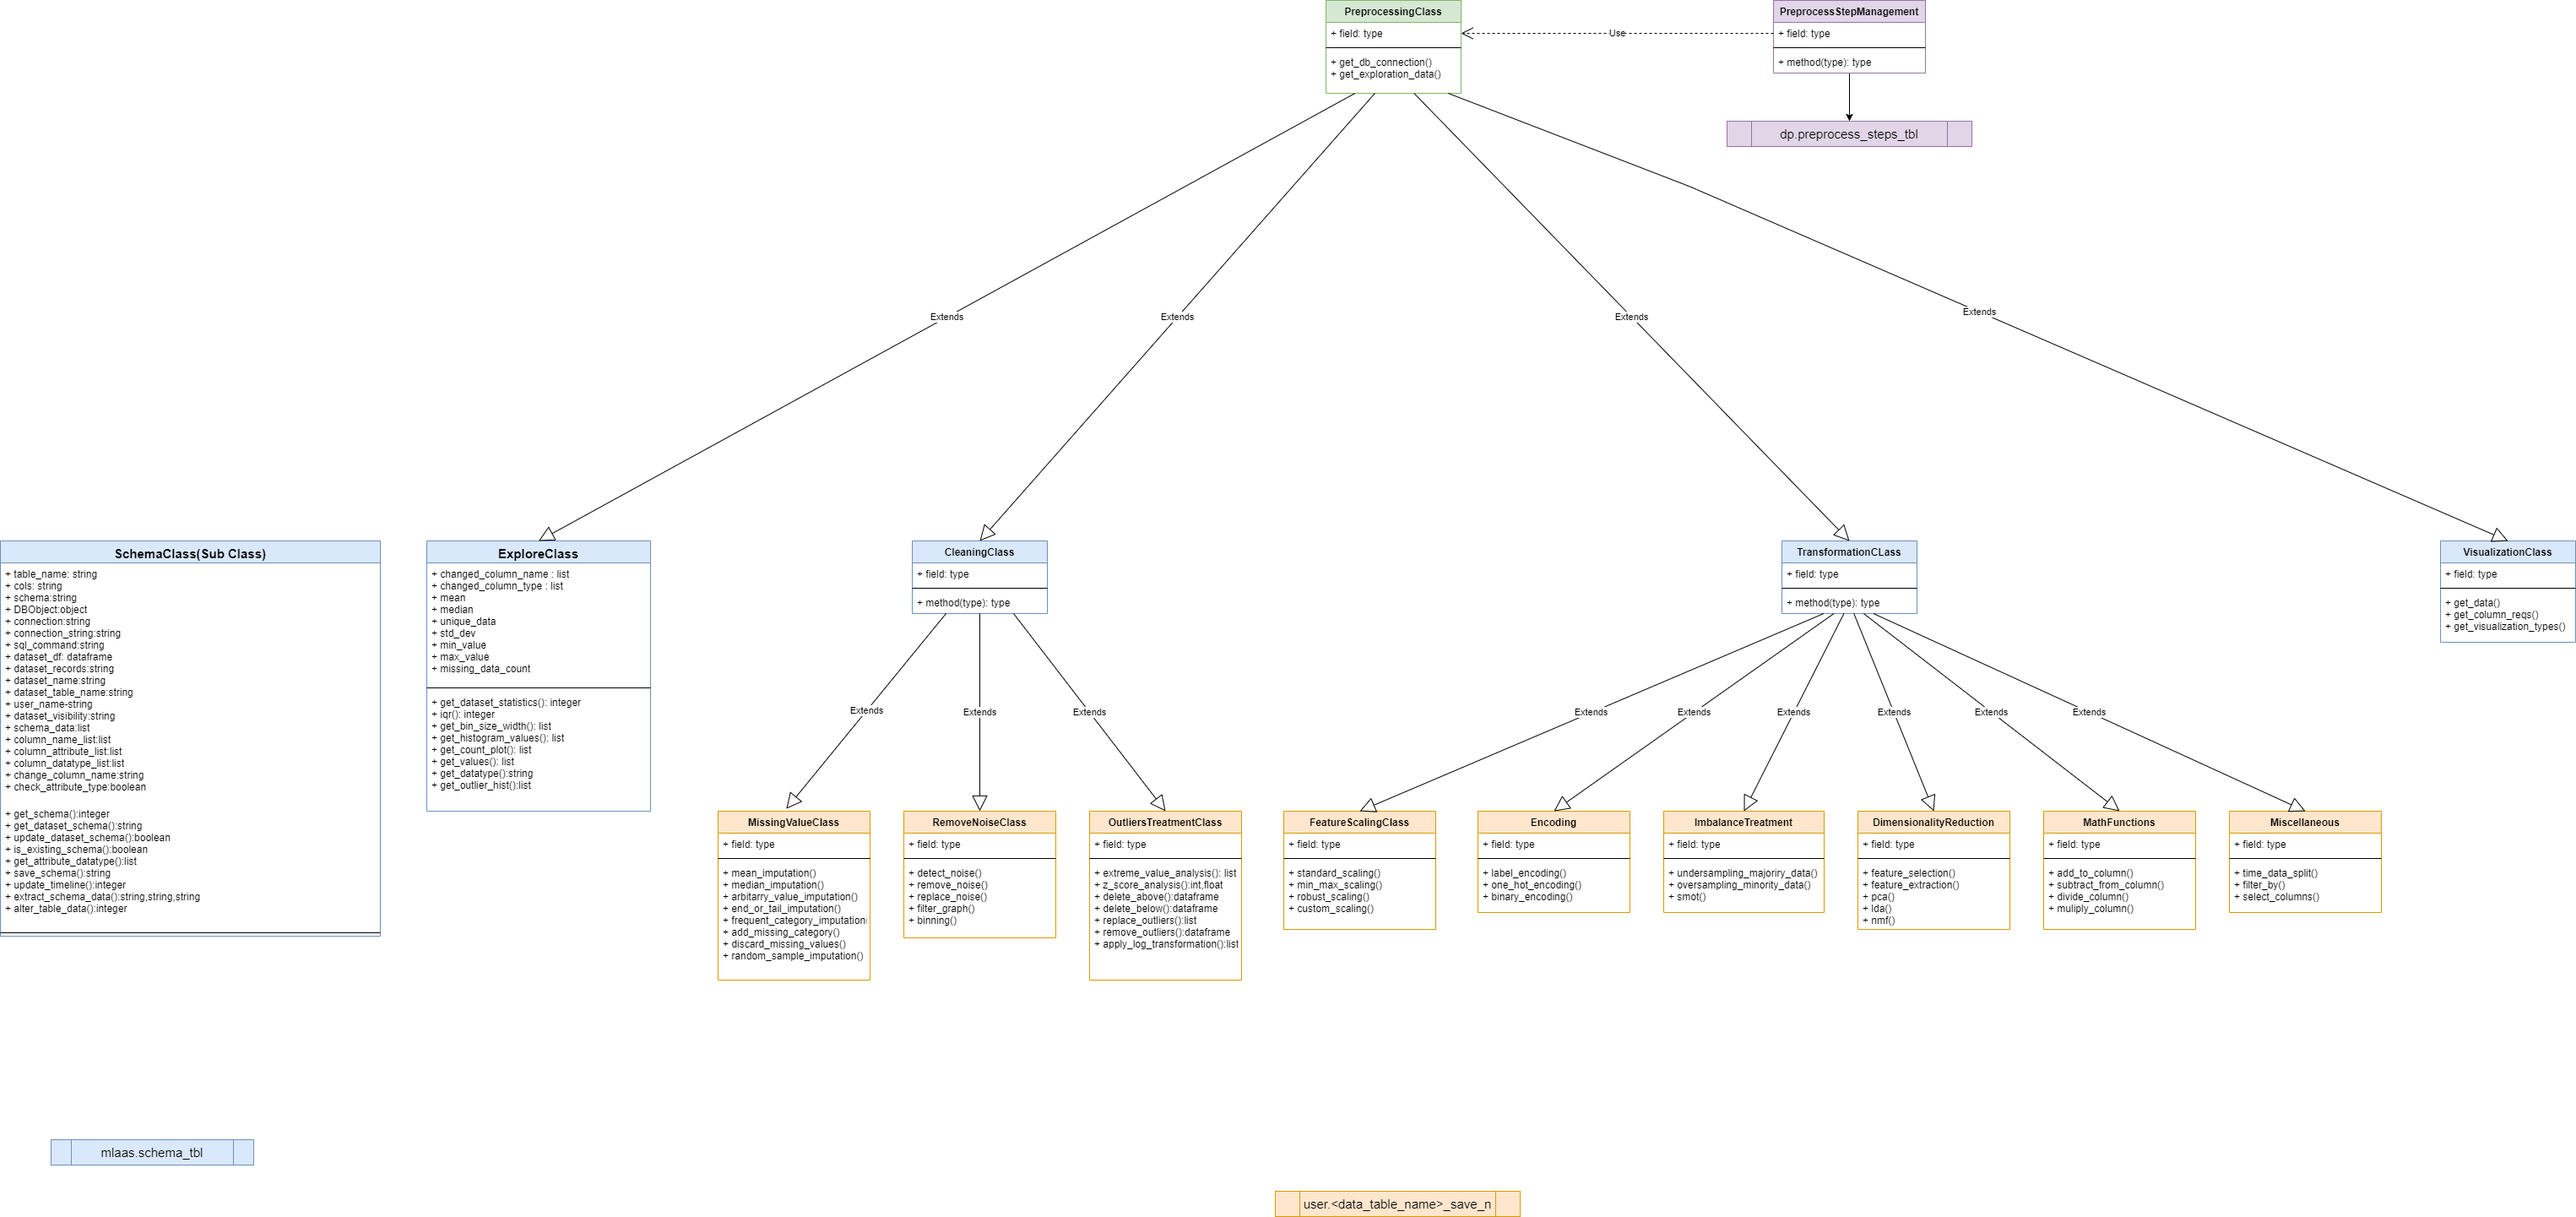 PreprocessingClass
+ field: type
+ get_db_connection()
+ get_exploration_data()
Use
PreprocessStepManagement
+ field: type
+ method(type): type
dp.preprocess_steps_tbl
Extends
Extends
Extends
Extends
SchemaClass(Sub Class)
+ table_name: string
+ cols: string
+ schema:string
+ DBObject:object
+ connection:string
+ connection_string:string
+ sql_command:string
+ dataset_df: dataframe
+ dataset_records:string
+ dataset_name:string
+ dataset_table_name:string
+ user_name-string
+ dataset_visibility:string
+ schema_data:list
+ column_name_list:list
+ column_attribute_list:list
+ column_datatype_list:list
+ change_column_name:string
+ check_attribute_type:boolean
+ get_schema():integer
+ get_dataset_schema():string
+ update_dataset_schema():boolean
+ is_existing_schema():boolean
+ get_attribute_datatype():list
+ save_schema():string
+ update_timeline():integer
+ extract_schema_data():string,string,string
+ alter_table_data():integer
ExploreClass
+ changed_column_name : list
+ changed_column_type : list
+ mean
+ median
+ unique_data
+ std_dev
+ min_value
+ max_value
+ missing_data_count
+ get_dataset_statistics(): integer
+ iqr(): integer
+ get_bin_size_width(): list
+ get_histogram_values(): list
+ get_count_plot(): list
+ get_values(): list
+ get_datatype():string
+ get_outlier_hist():list
CleaningClass
+ field: type
+ method(type): type
TransformationCLass
+ field: type
+ method(type): type
VisualizationClass
+ field: type
+ get_data()
+ get_column_reqs()
+ get_visualization_types()
Extends
Extends
Extends
Extends
Extends
Extends
Extends
Extends
Extends
MissingValueClass
+ field: type
+ mean_imputation()
+ median_imputation()
+ arbitarry_value_imputation()
+ end_or_tail_imputation()
+ frequent_category_imputation
+ add_missing_category()
+ discard_missing_values()
+ random_sample_imputation()
RemoveNoiseClass
+ field: type
+ detect_noise()
+ remove_noise()
+ replace_noise()
+ filter_graph()
+ binning()
OutliersTreatmentClass
+ field: type
+ extreme_value_analysis(): list
+ z_score_analysis():int,float
+ delete_above():dataframe
+ delete_below():dataframe
+ replace_outliers():list
+ remove_outliers():dataframe
+ apply_log_transformation():list
FeatureScalingClass
+ field: type
+ standard_scaling()
+ min_max_scaling()
+ robust_scaling()
+ custom_scaling()
Encoding
+ field: type
+ label_encoding()
+ one_hot_encoding()
+ binary_encoding()
ImbalanceTreatment
+ field: type
+ undersampling_majoriry_data()
+ oversampling_minority_data()
+ smot()
DimensionalityReduction
+ field: type
+ feature_selection()
+ feature_extraction()
+ pca()
+ lda()
+ nmf()
MathFunctions
+ field: type
+ add_to_column()
+ subtract_from_column()
+ divide_column()
+ muliply_column()
Miscellaneous
+ field: type
+ time_data_split()
+ filter_by()
+ select_columns()
mlaas.schema_tbl
user.<data_table_name>_save_n